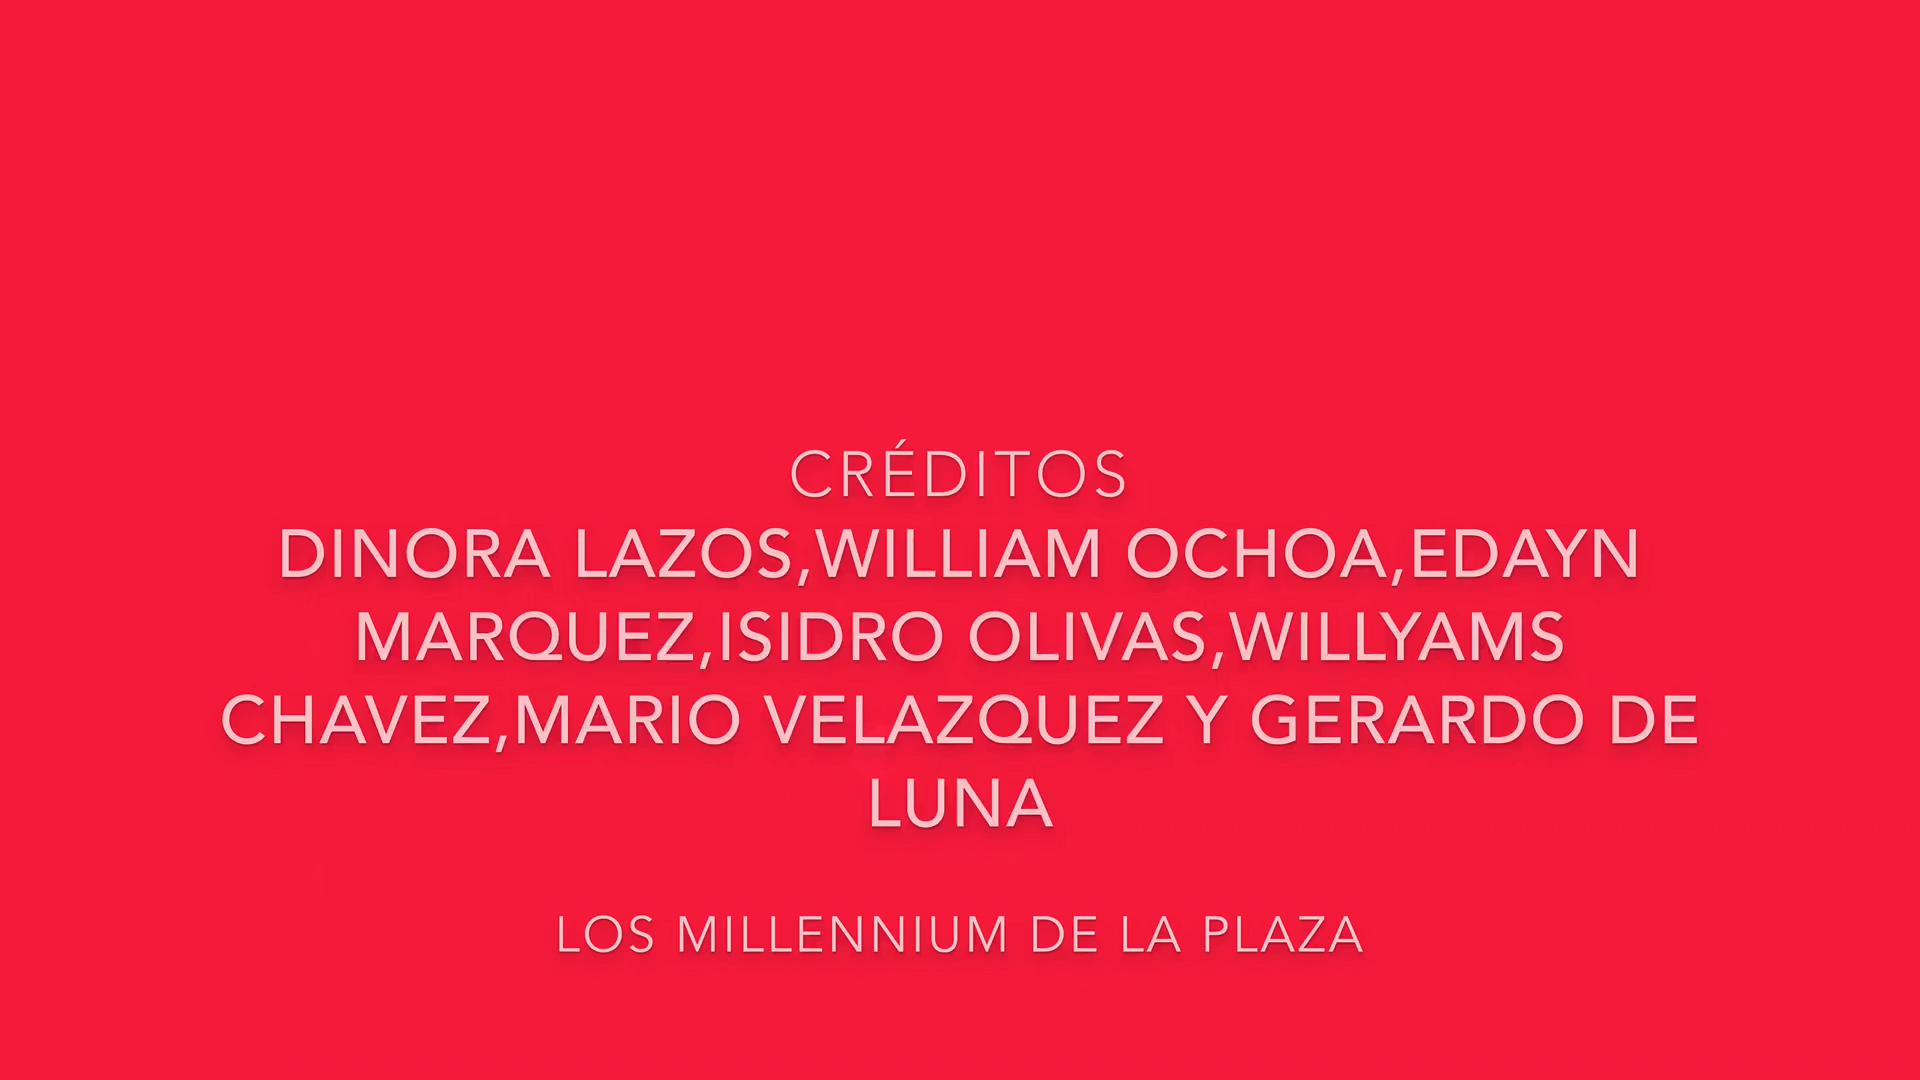 CRÉDITOS
DINORA LAZOS,WILLIAM OCHOA,EDAYN
MARQUEZ,ISIDRO OLIVAS,WILLYAMS
CHAVEZ,MARIO VELAZQUEZ Y GERARDO DE
LUNA
LOS MILLENNIUM DE LA PLAZA